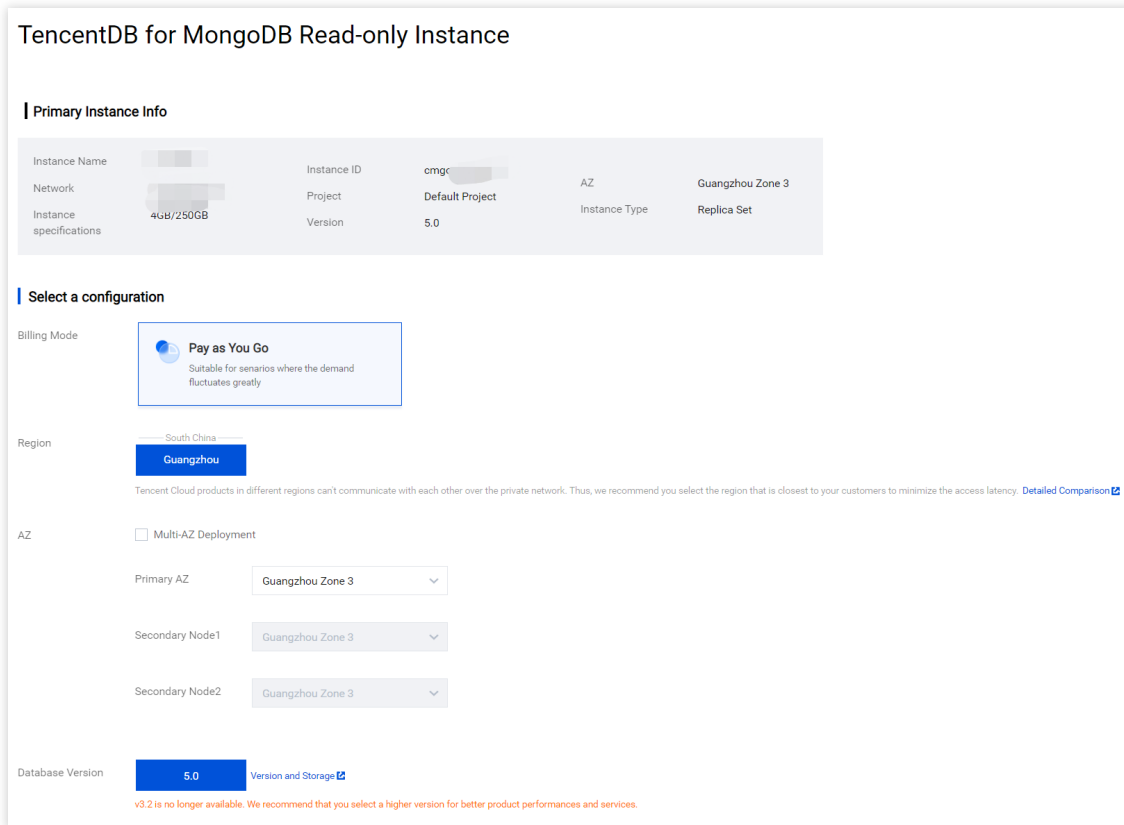 TencentDB for MongoDB Read-only Instance
Primary Instance Info
Instance Name
Network
Instance specifications
4GB/250GB
Instance ID
cmgo
Project
Default Project
Version
5.0
AZ
Guangzhou Zone 3
Instance Type
Replica Set
Select a configuration
Billing Mode
Pay as You Go
Suitable for senarios where the demand
fluctuates greatly
Region
South China
Guangzhou
Tencent Cloud products in different regions can't communicate with each other over the private network. Thus, we recommend you select the region that is closest to your customers to minimize the access latency. Detailed Comparison
AZ
Multi-AZ Deployment
Primary AZ
Guangzhou Zone 3
Secondary Node1
Guangzhou Zone 3
Secondary Node2
Guangzhou Zone 3
Database Version
5.0
Version and Storage
v3.2 is no longer available. We recommend that you select a higher version for better product performances and services.